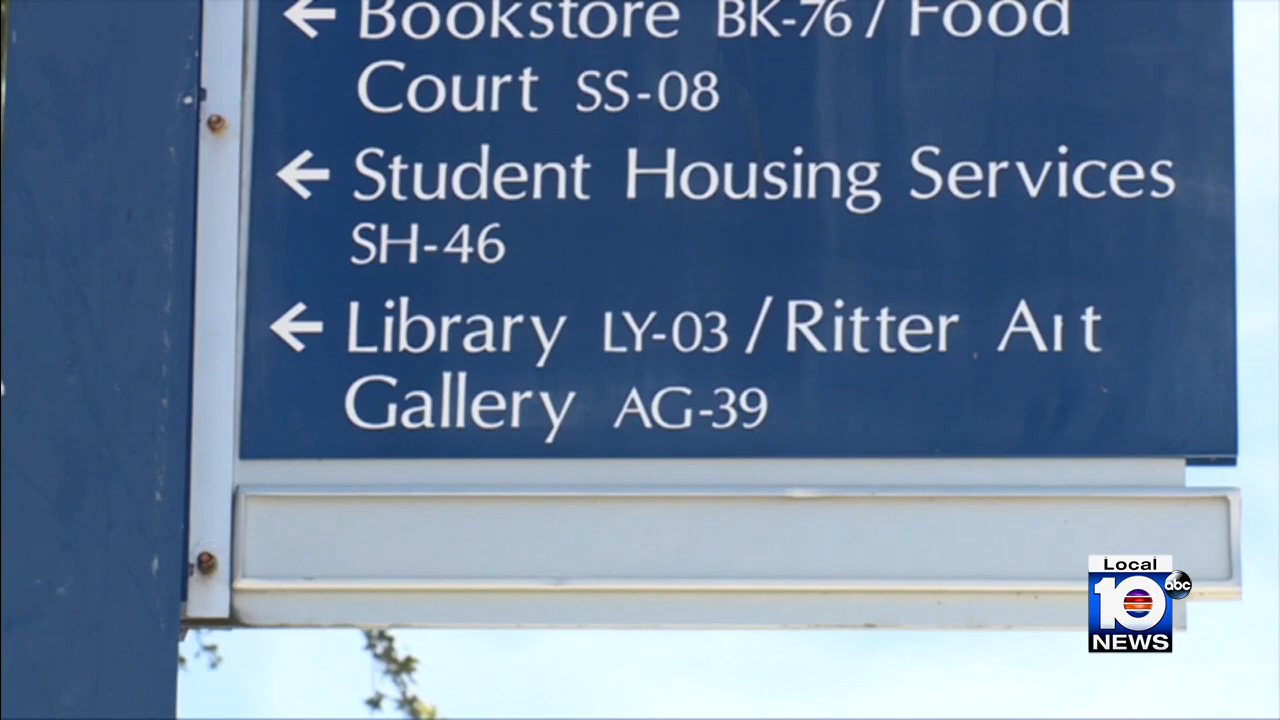 Bookstore BK-76 / Food
Court SS-08
Student Housing Services
SH-46
Library LY-03 / Ritter Art
Gallery AG-39
Local
10 abc
NEWS